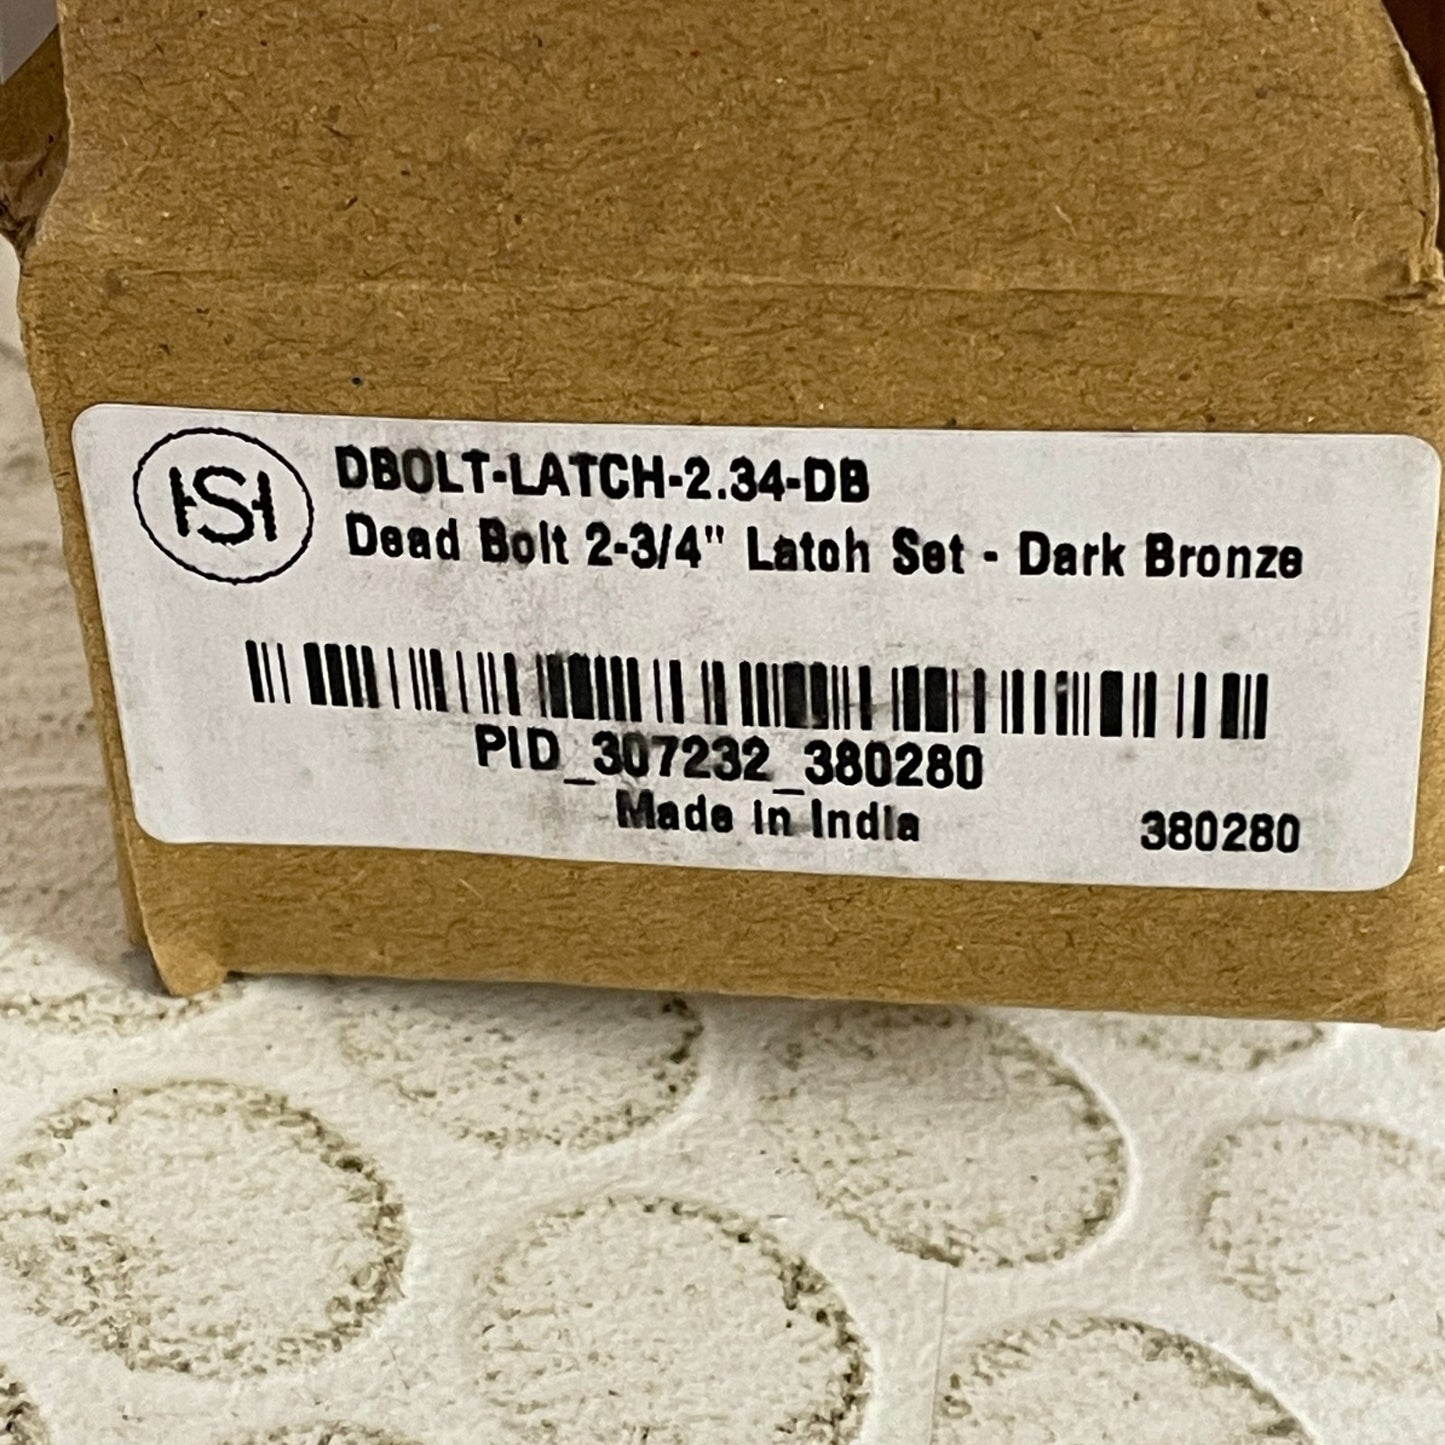 HSH
DBOLT-LATCH-2.34-DB
Dead Bolt 2-3/4" Latch Set - Dark Bronze
PID_307232_380280
Made in India
380280